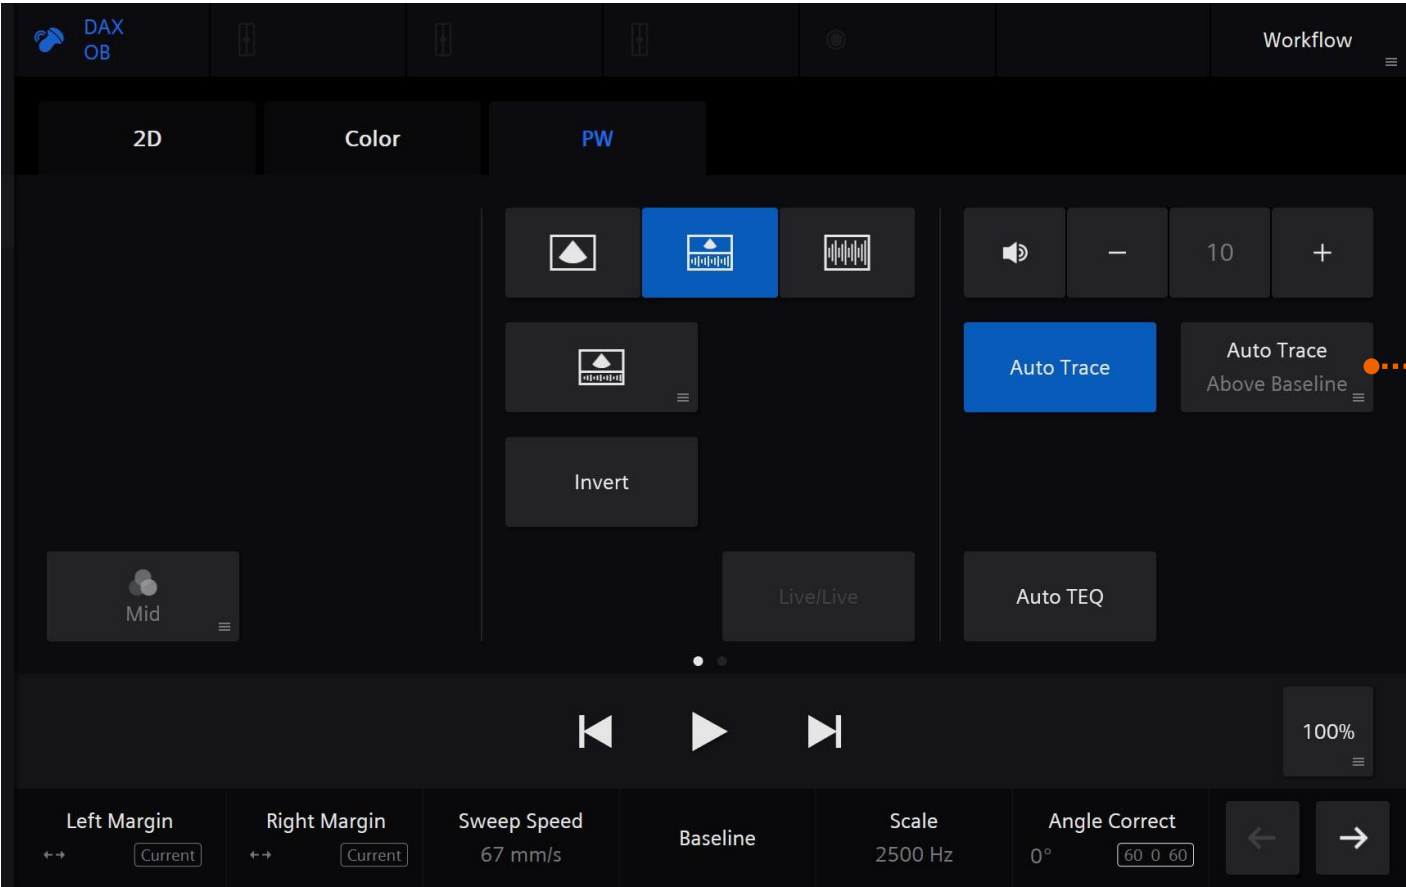 DAX
OB
Workflow
2D
Color
PW
10
Auto Trace
Auto Trace
Above Baseline
Invert
Mid
Live/Live
Auto TEQ
100%
Left Margin
Current
Right Margin
Current
Sweep Speed
67 mm/s
Baseline
Scale
2500 Hz
Angle Correct
0°
60 0 60